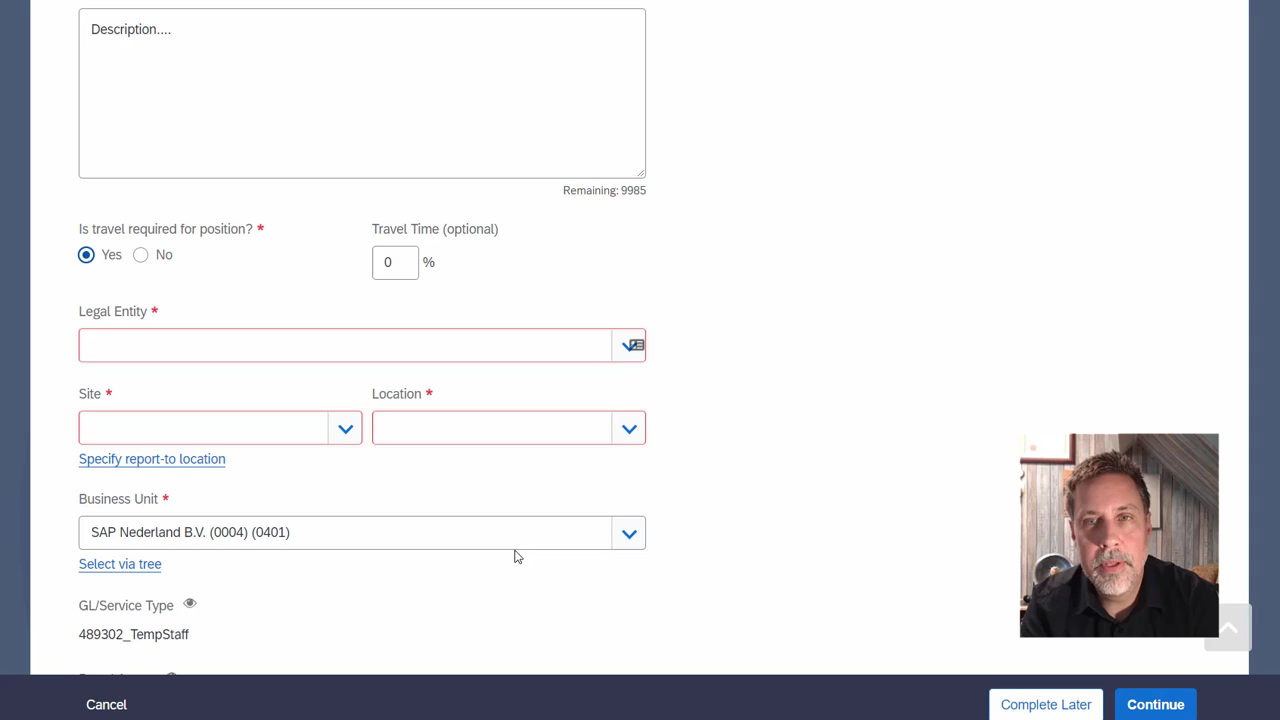 Description....
Remaining: 9985
Is travel required for position? *
Travel Time (optional)
Yes
No
0
%
Legal Entity *
Site *
Location *
Specify report-to location
Business Unit *
SAP Nederland B.V. (0004) (0401)
Select via tree
GL/Service Type
489302_TempStaff
Cancel
Complete Later
Continue